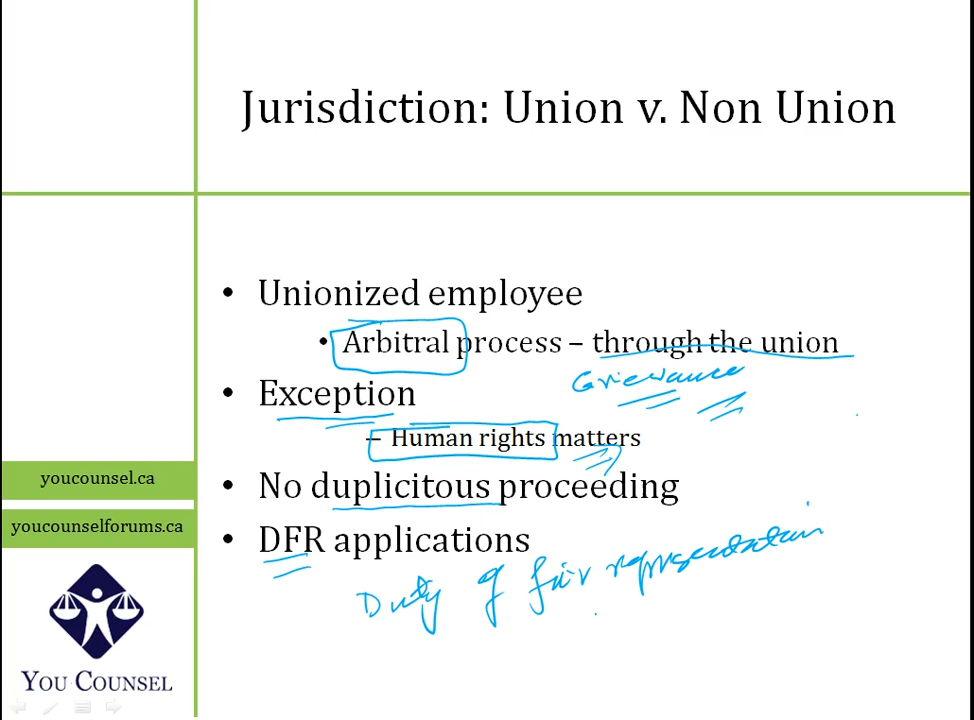 Jurisdiction: Union v. Non Union
• Unionized employee
• Arbitral process – through the union
Grievance
• Exception
– Human rights matters
• No duplicitous proceeding
• DFR applications
Duty of fair representation
youcounsel.ca
youcounselforums.ca
YOU COUNSEL